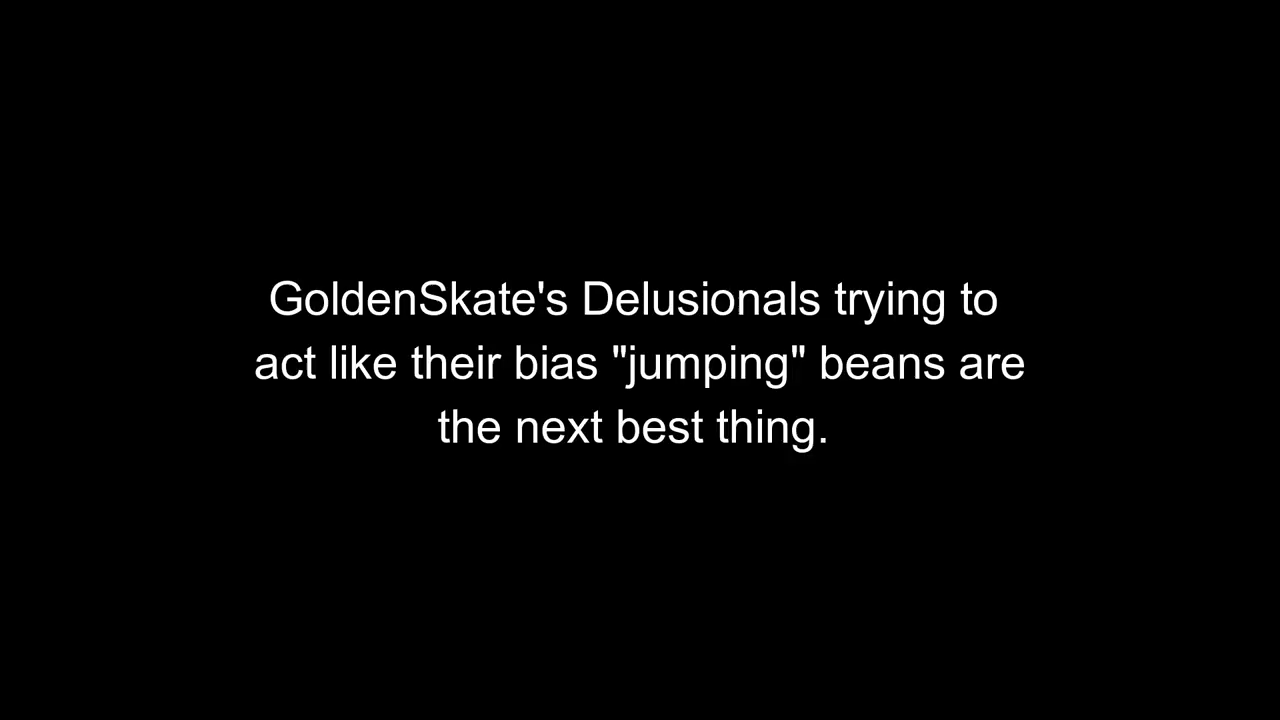 GoldenSkate's Delusionals trying to
act like their bias "jumping" beans are
the next best thing.